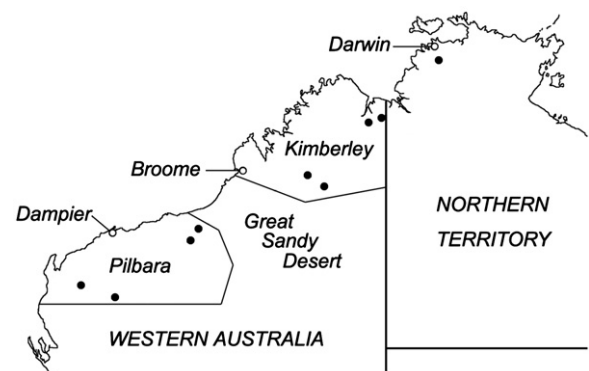 Darwin
Kimberley
Broome
NORTHERN
TERRITORY
Great
Sandy
Desert
Dampier
Pilbara
WESTERN AUSTRALIA